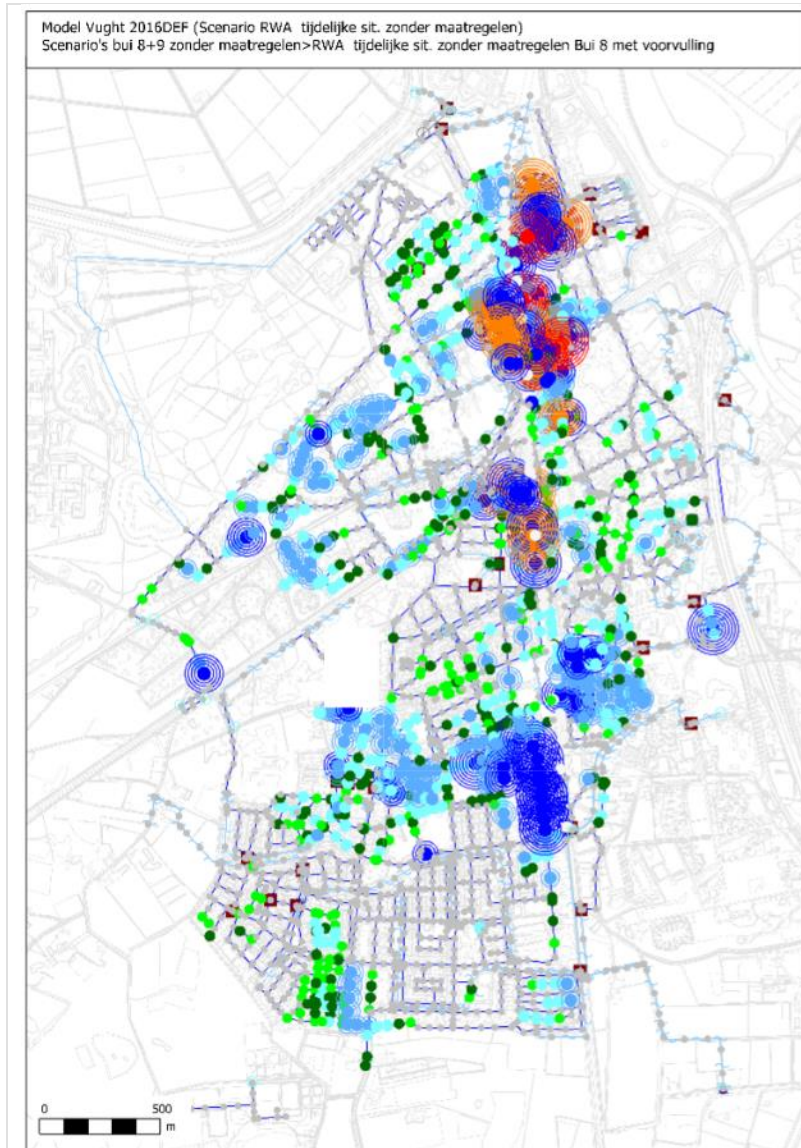 Model Vught 2016DEF (Scenario RWA tijdelijke sit. zonder maatregelen)
Scenario's bui 8+9 zonder maatregelen>RWA tijdelijke sit. zonder maatregelen Bui 8 met voorvulling
0 500
m